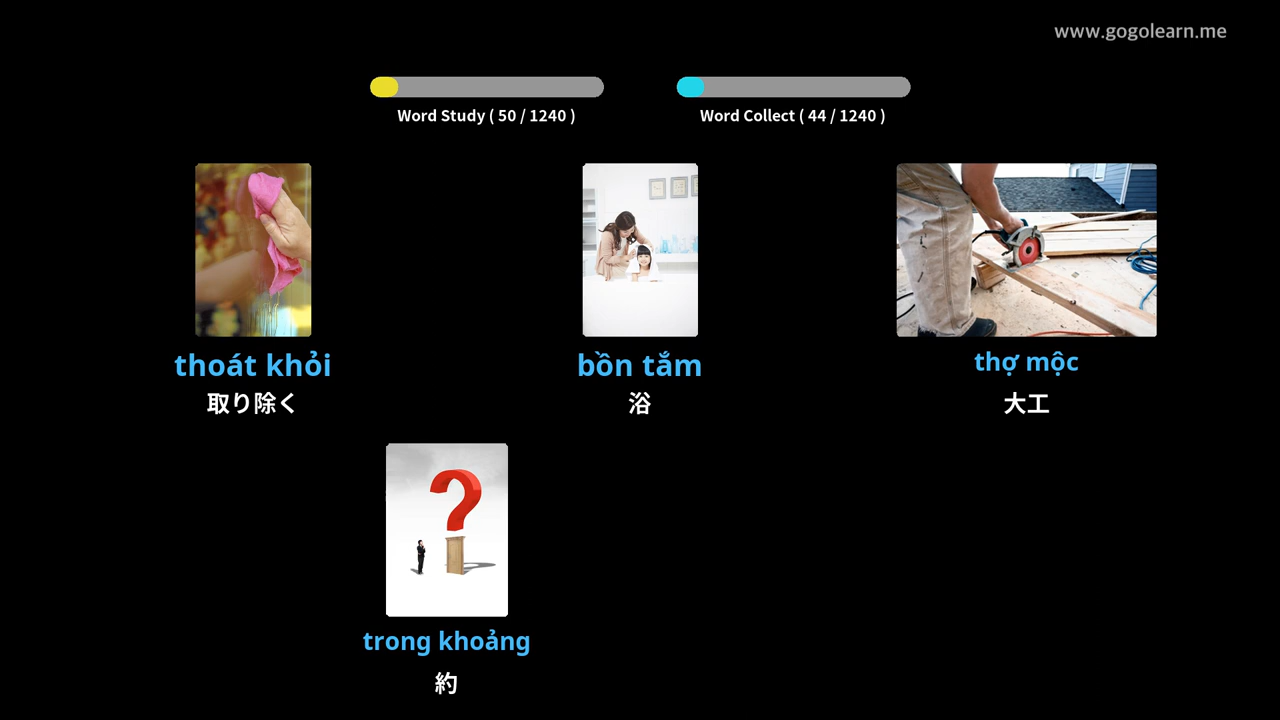 www.gogolearn.me
Word Study ( 50 / 1240 )
Word Collect ( 44 / 1240 )
thoát khỏi
取り除く
bồn tắm
浴
thợ mộc
大工
trong khoảng
約